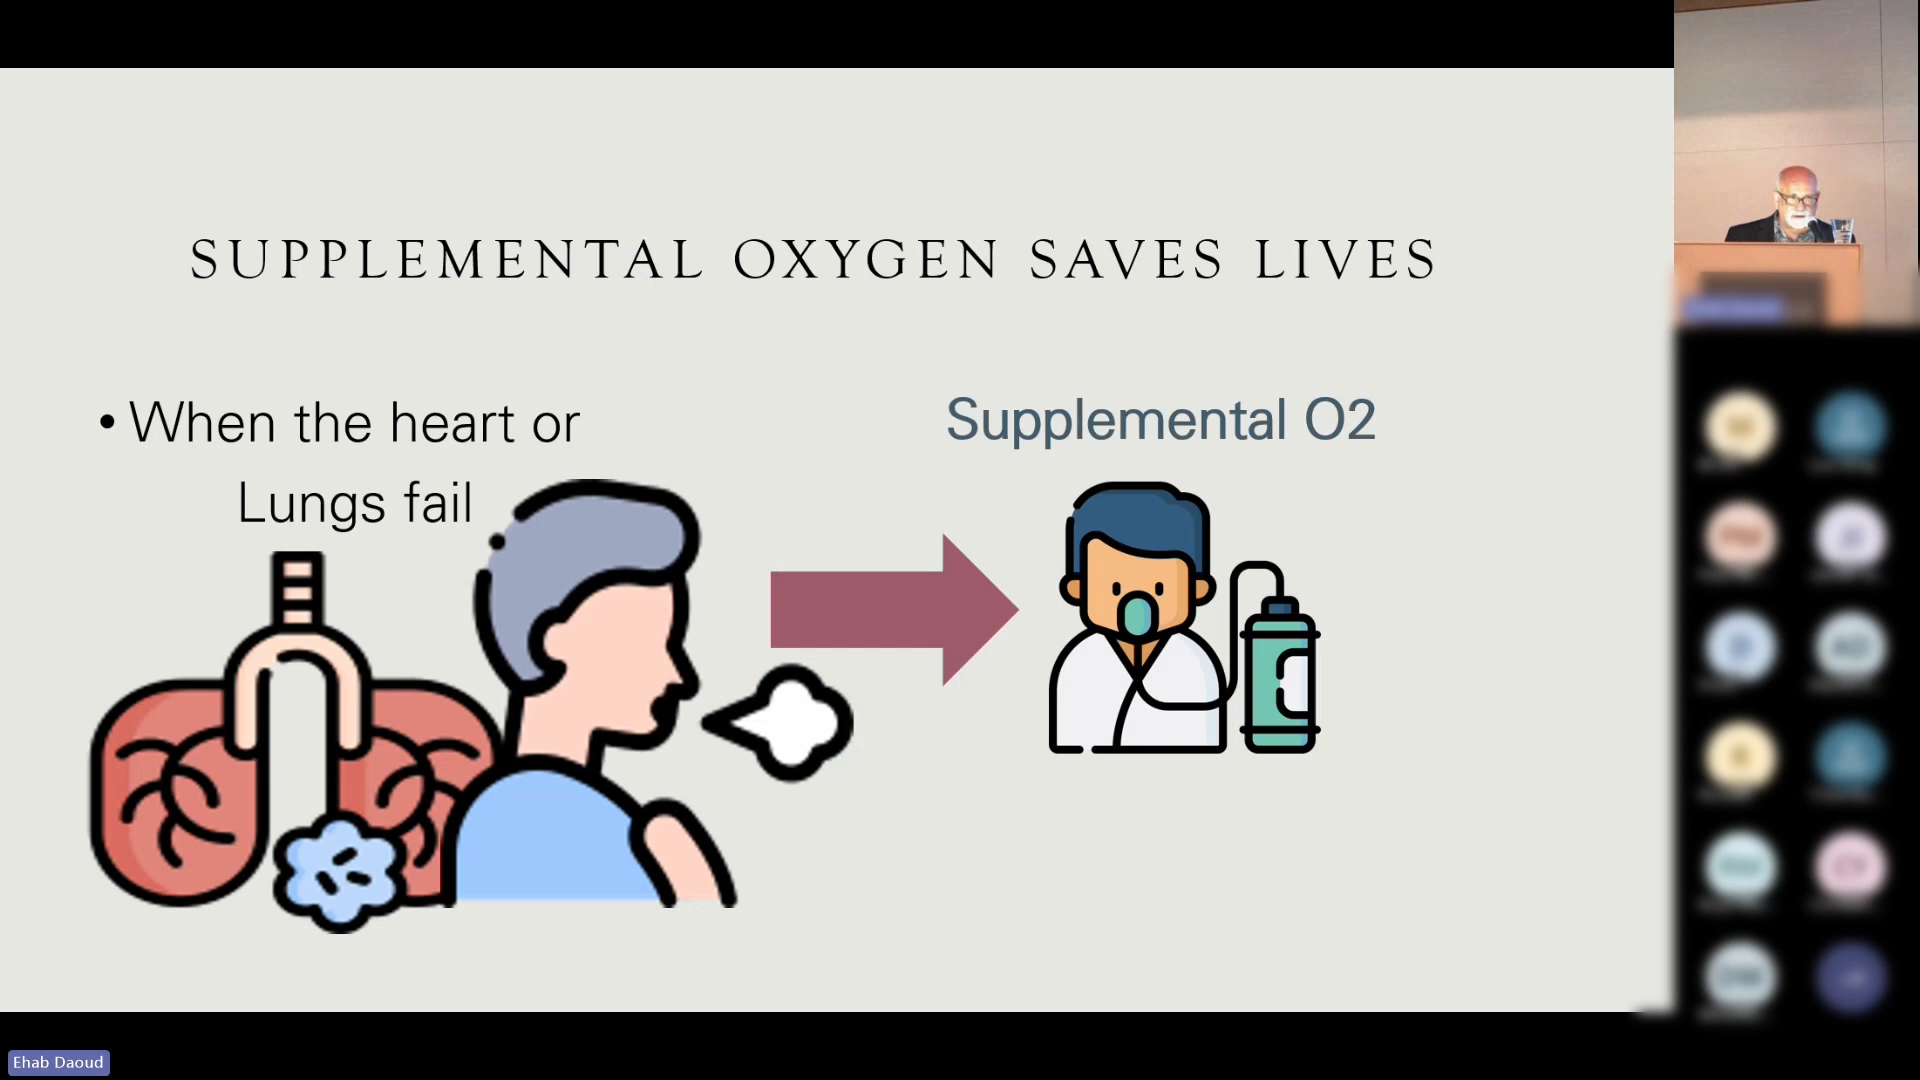 SUPPLEMENTAL OXYGEN SAVES LIVES
• When the heart or
Lungs fail
Supplemental O2
Ehab Daoud